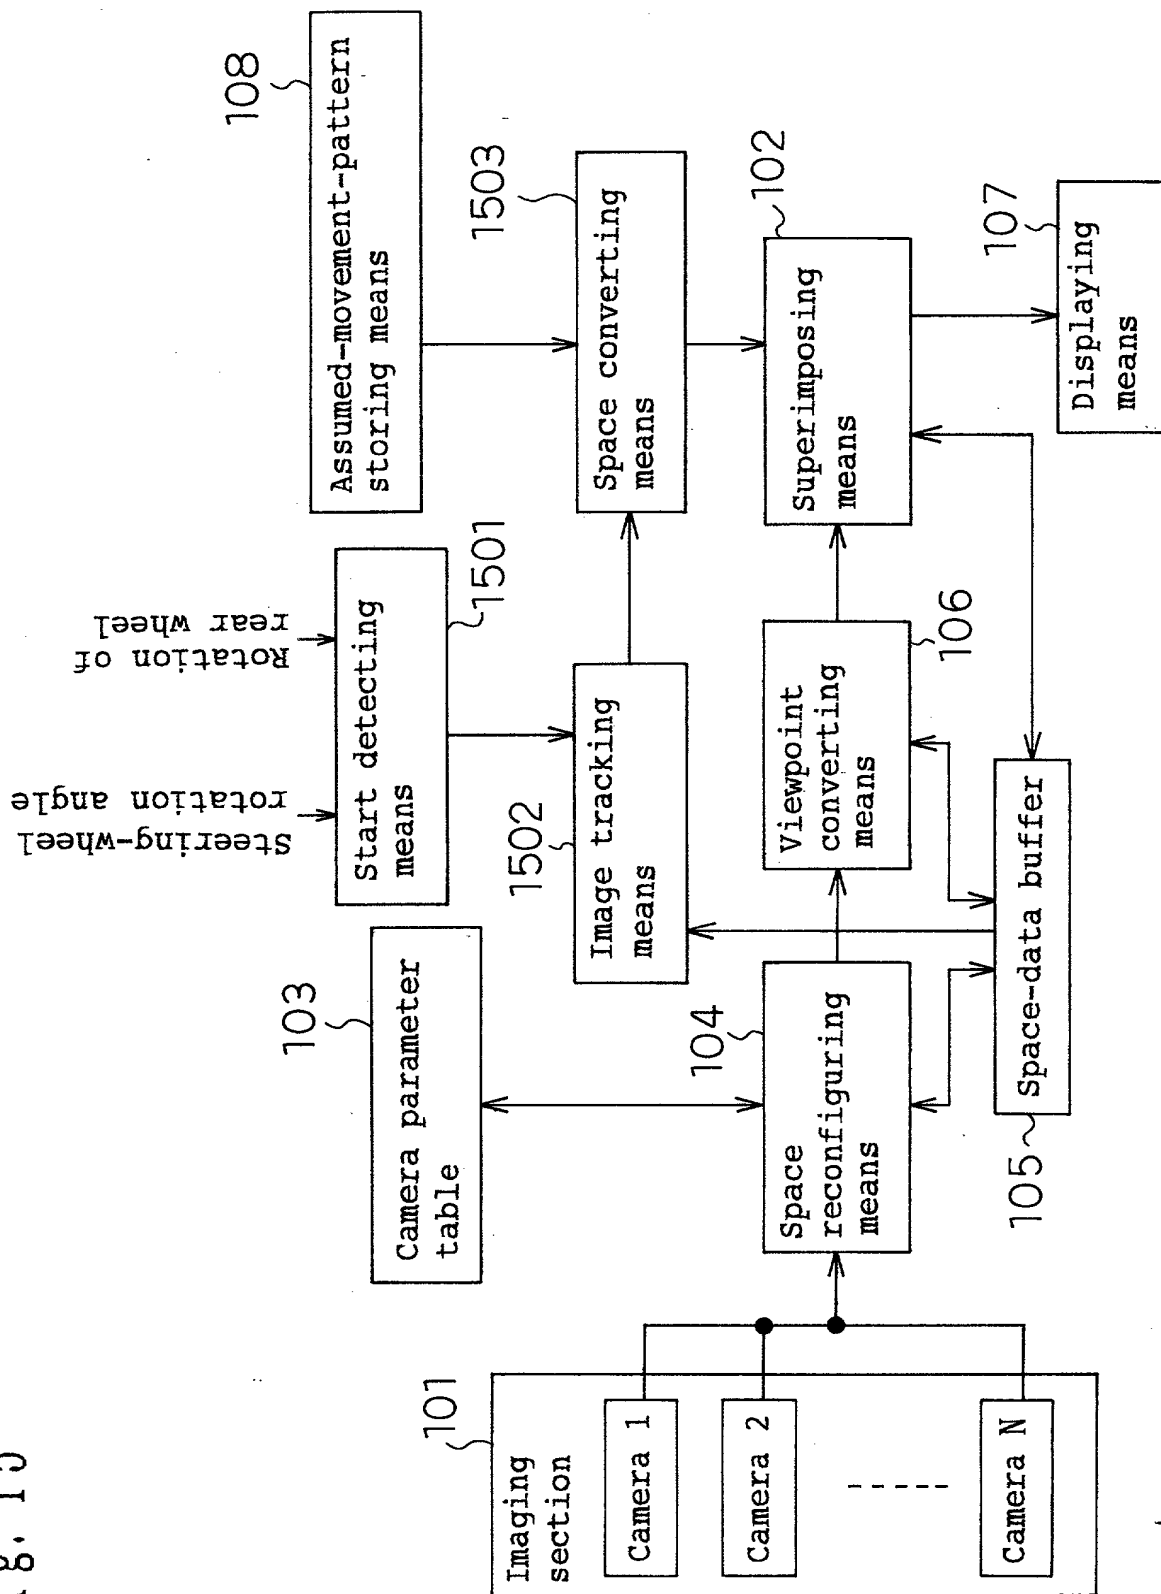 108
Assumed-movement-pattern
storing means
Rotation of
rear wheel
Steering-wheel
rotation angle
1501
Start detecting
means
103
Camera parameter
table
1503
Space converting
means
1502
Image tracking
means
102
Superimposing
means
106
Viewpoint
converting
means
104
Space
reconfiguring
means
107
Displaying
means
105
Space-data buffer
101
Imaging
section
Camera 1
Camera 2
Camera N